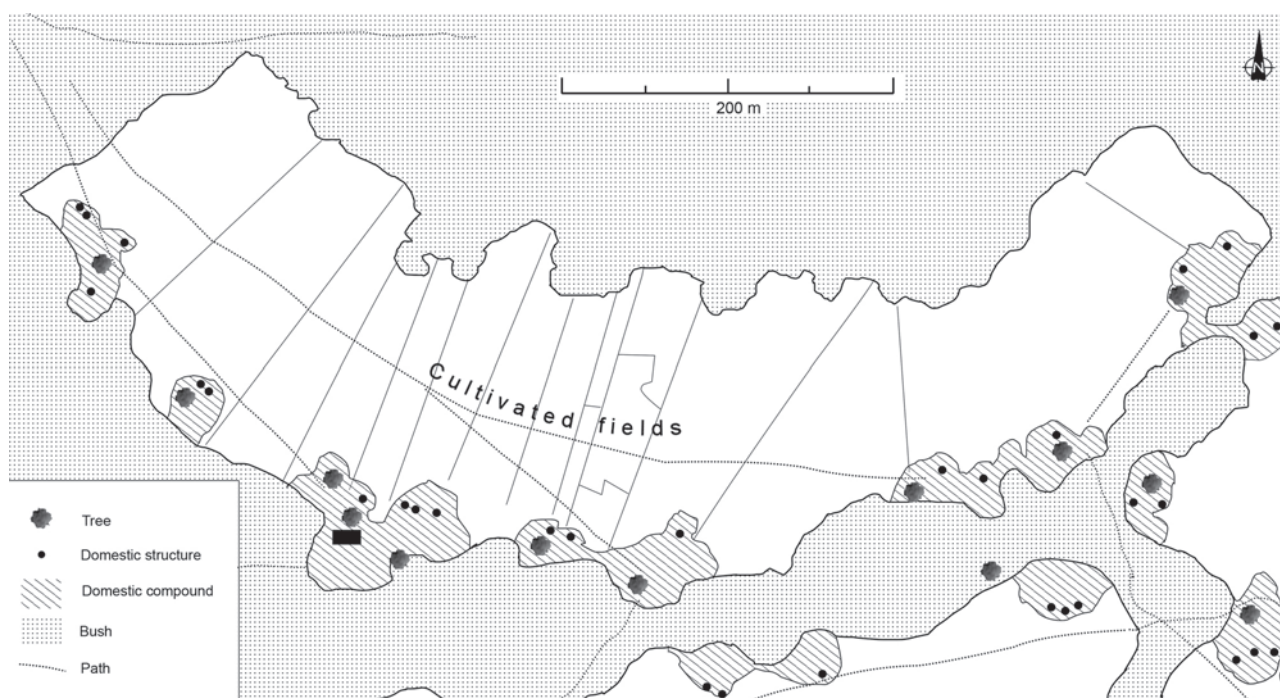 N
200 m
Cultivated fields
Tree
Domestic structure
Domestic compound
Bush
Path